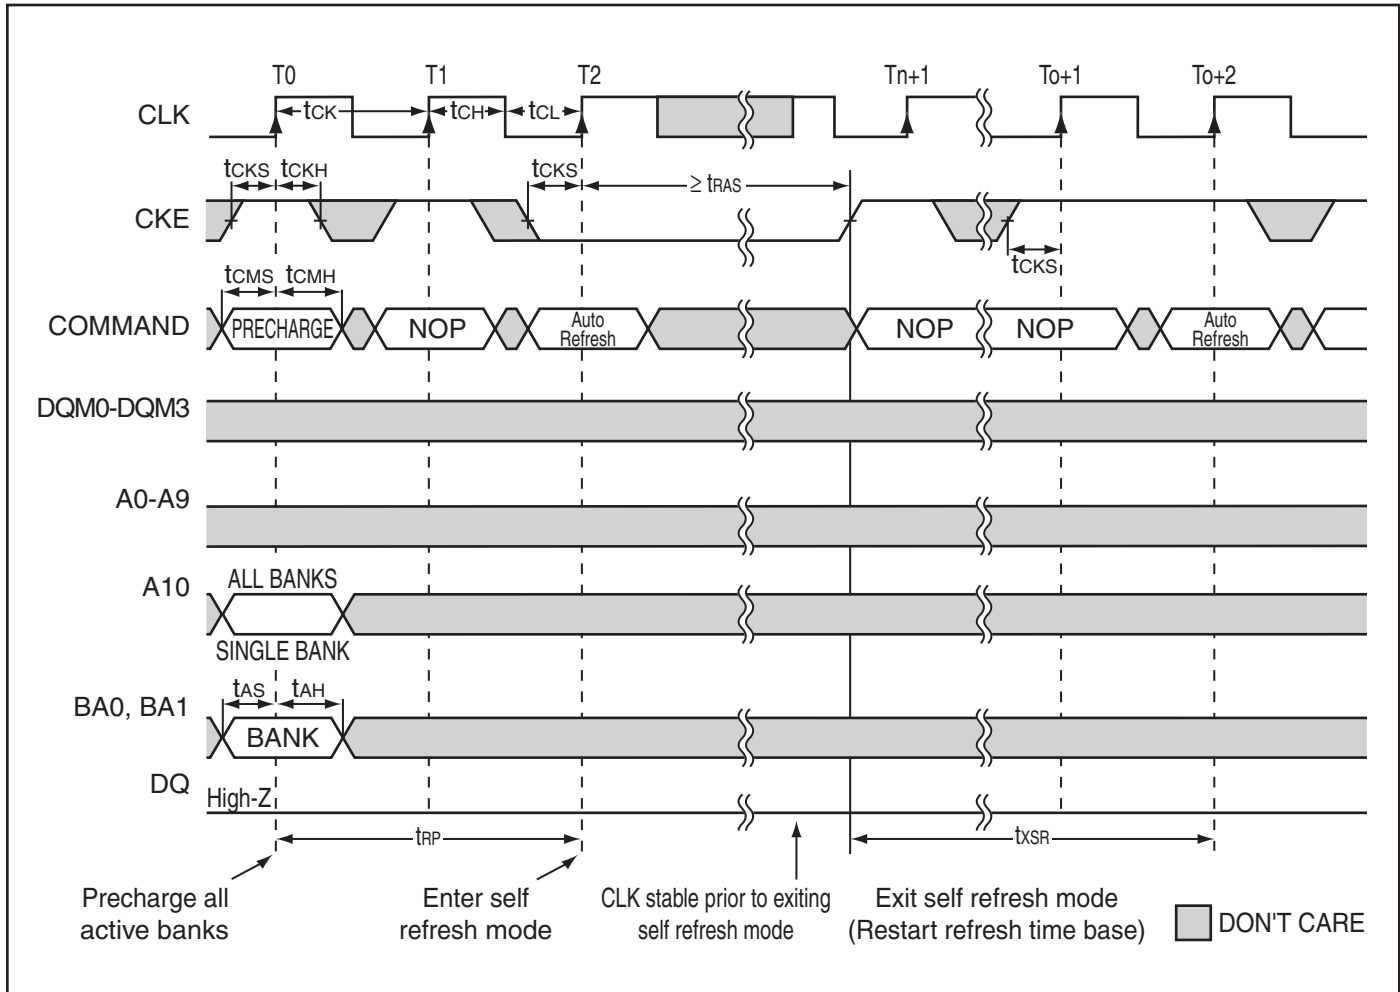 T0 T1 T2 Tn+1 To+1 To+2
CLK
tCK tCH tCL
tCKS tCKH tCKS ≥ tRAS
CKE
tCKS
tCMS tCMH
COMMAND PRECHARGE NOP Auto Refresh NOP NOP Auto Refresh
DQM0-DQM3
A0-A9
A10 ALL BANKS
SINGLE BANK
tAS tAH
BA0, BA1 BANK
DQ High-Z
tRP tXSR
Precharge all
active banks
Enter self
refresh mode
CLK stable prior to exiting
self refresh mode
Exit self refresh mode
(Restart refresh time base)
DON'T CARE